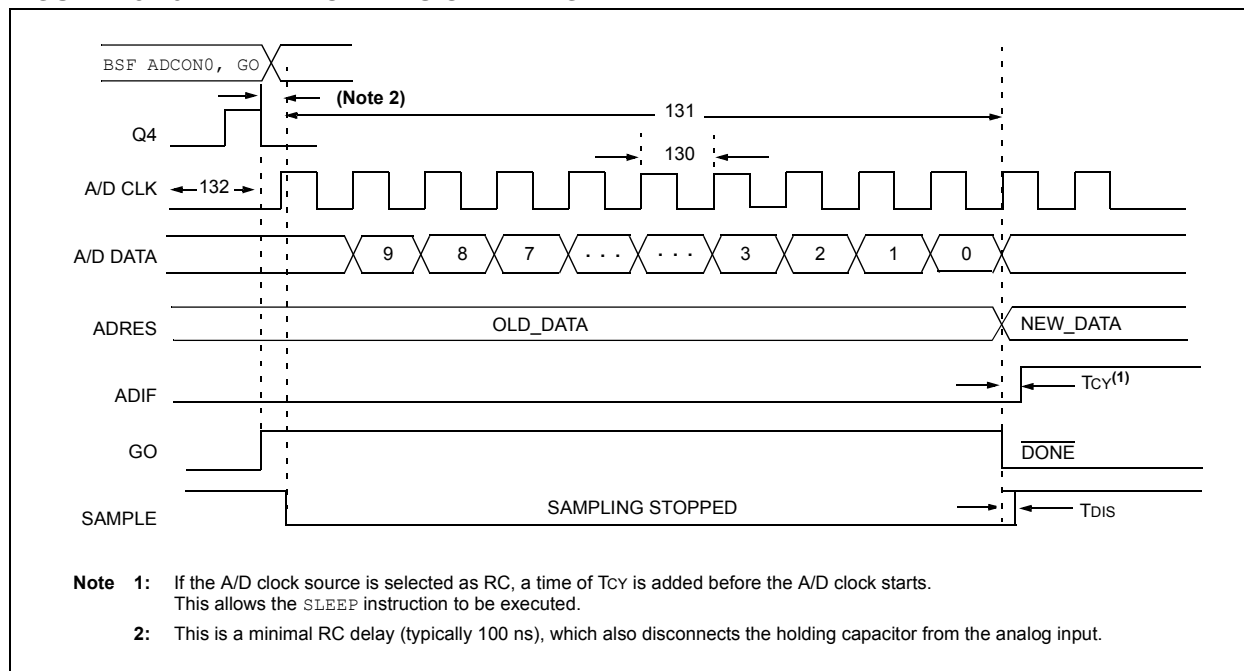 BSF ADCON0, GO
(Note 2)
131
Q4
130
A/D CLK
132
A/D DATA
9 8 7 . . . . . . 3 2 1 0
ADRES
OLD_DATA
NEW_DATA
ADIF
TCY(1)
GO
DONE
SAMPLE
SAMPLING STOPPED
TDIS
Note 1: If the A/D clock source is selected as RC, a time of TCY is added before the A/D clock starts.
This allows the SLEEP instruction to be executed.
2: This is a minimal RC delay (typically 100 ns), which also disconnects the holding capacitor from the analog input.